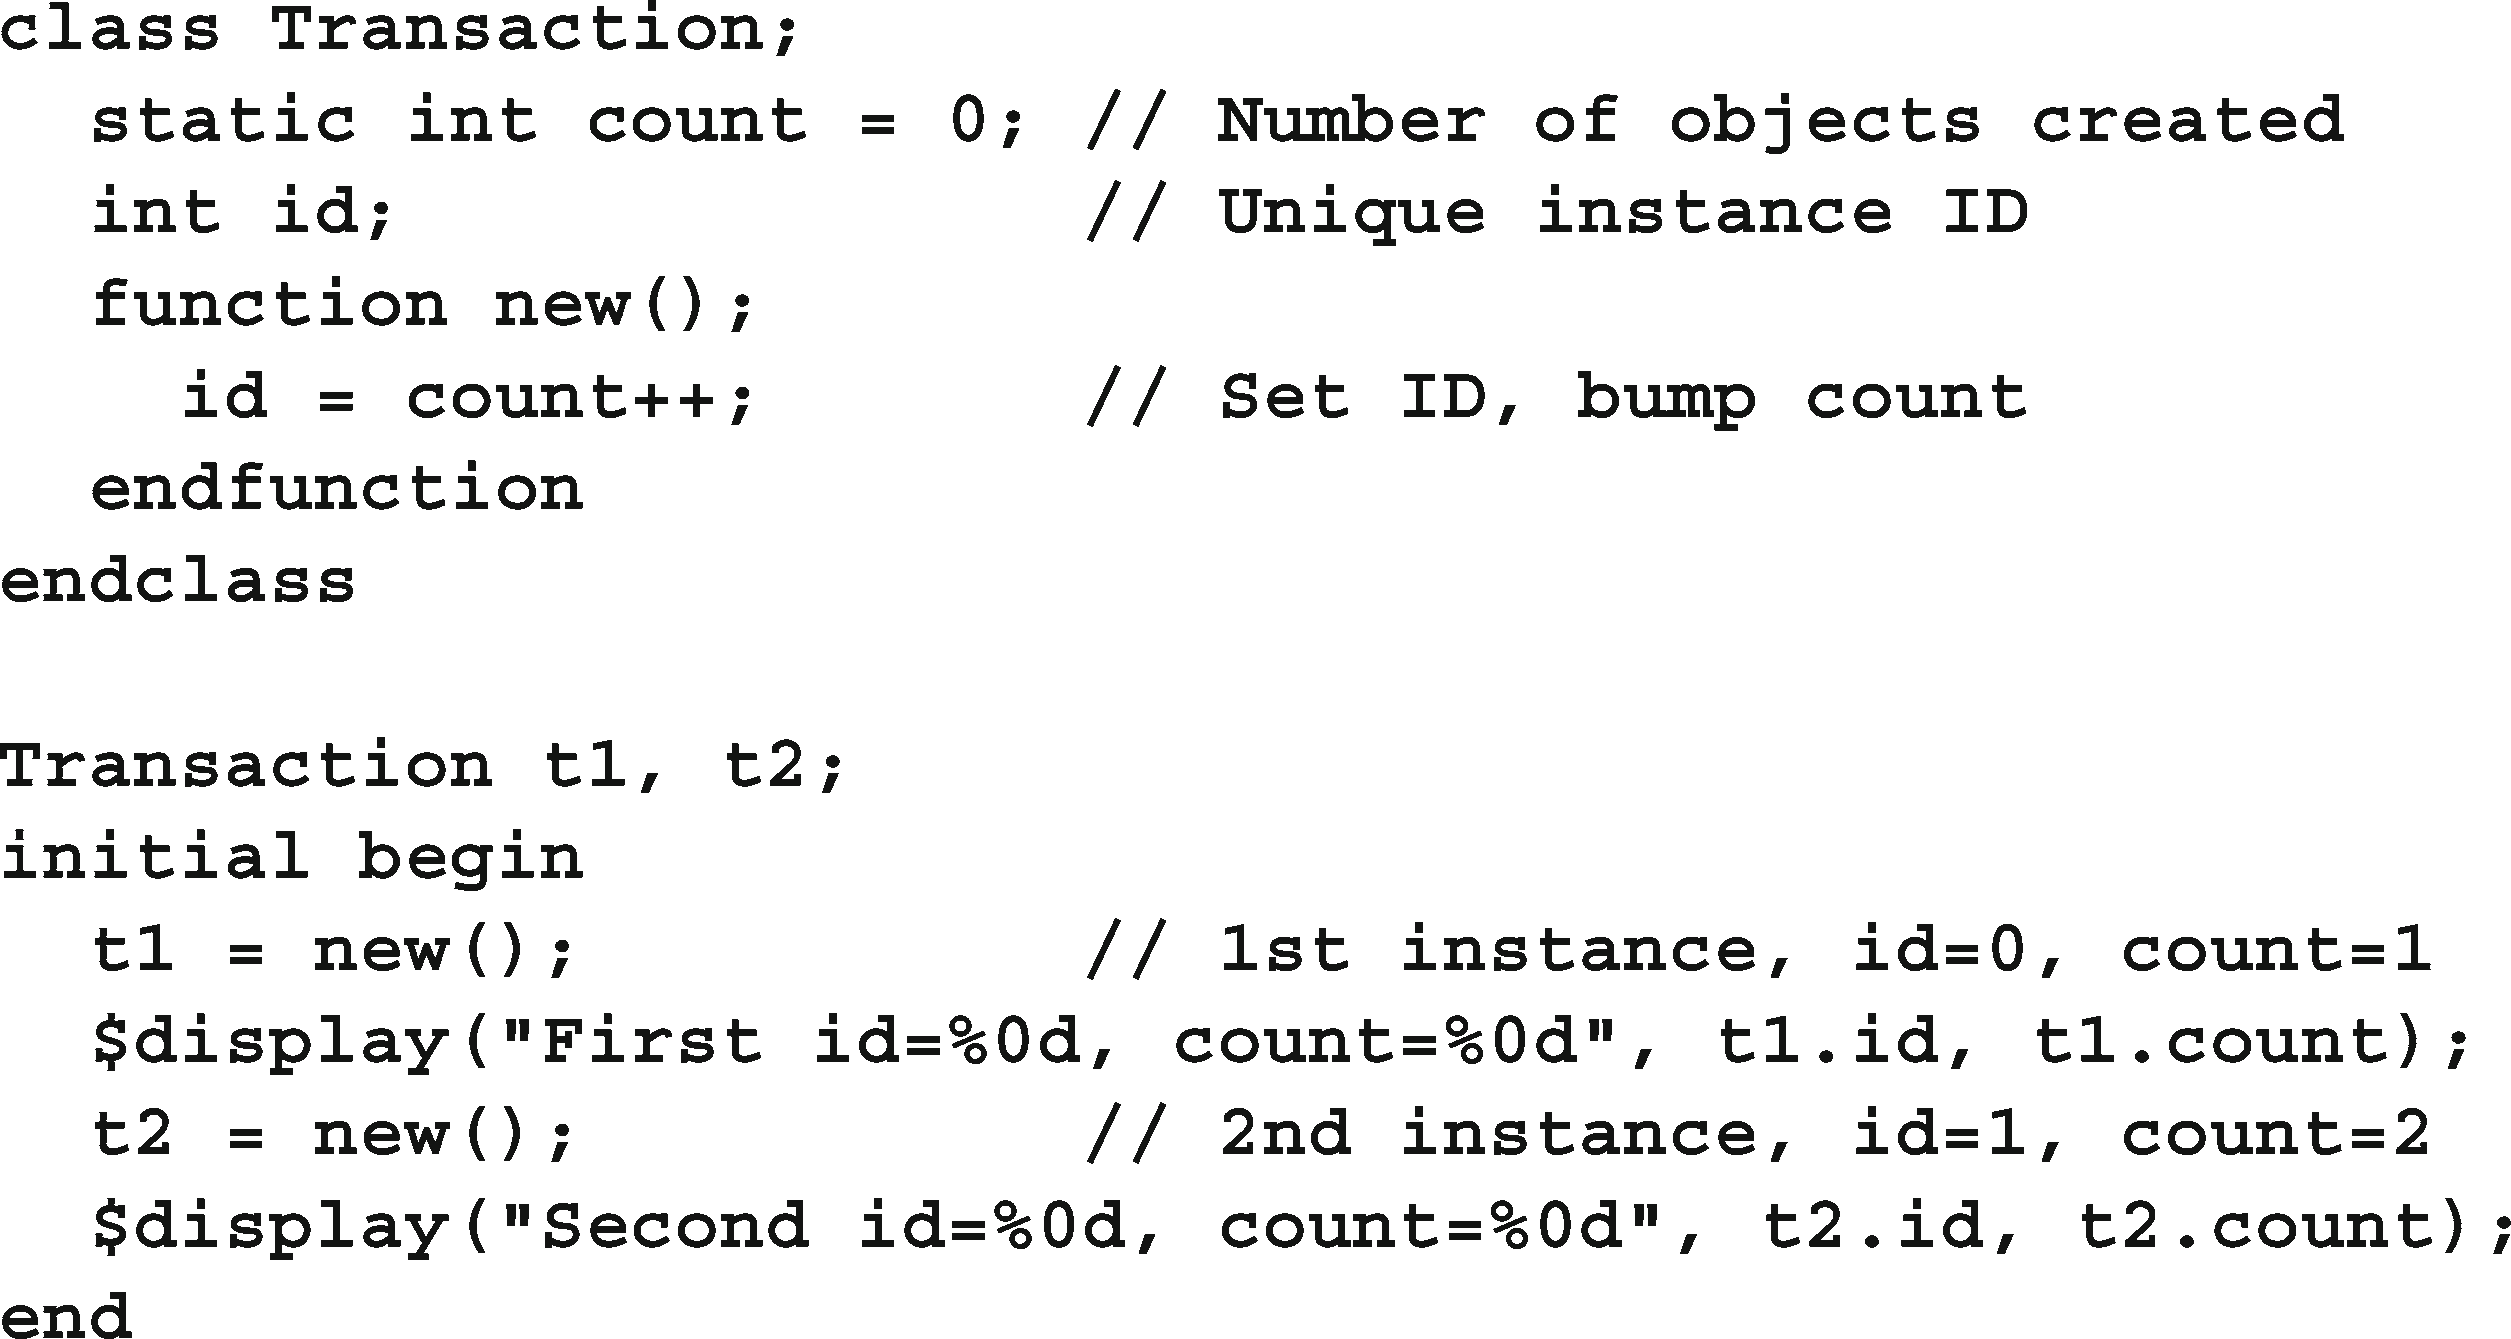 class Transaction;
  static int count = 0; // Number of objects created
  int id;               // Unique instance ID
  function new();
    id = count++;       // Set ID, bump count
  endfunction
endclass

Transaction t1, t2;
initial begin
  t1 = new();           // 1st instance, id=0, count=1
  $display("First id=%0d, count=%0d", t1.id, t1.count);
  t2 = new();           // 2nd instance, id=1, count=2
  $display("Second id=%0d, count=%0d", t2.id, t2.count);
end